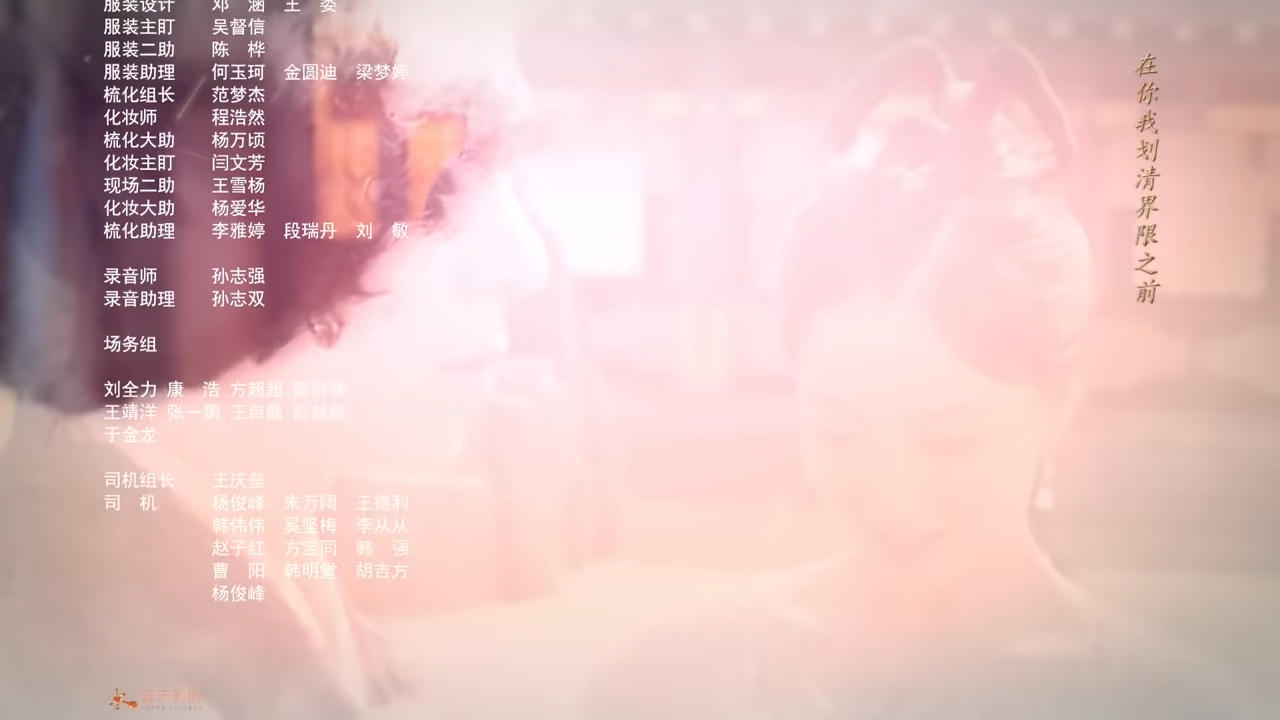 服装设计 邓 涵 王 委
服装主盯 吴督信
服装二助 陈 桦
服装助理 何玉珂 金圆迪 梁梦婷
梳化组长 范梦杰
化妆师 程浩然
梳化大助 杨万顷
化妆主盯 闫文芳
现场二助 王雪杨
化妆大助 杨爱华
梳化助理 李雅婷 段瑞丹 刘 敏
录音师 孙志强
录音助理 孙志双
场务组
刘全力 康 浩 方超超
王靖洋 张一鹏 王自磊
于金龙
司机组长 王庆垒
司 机 杨俊峰 朱万阔 王德利
韩伟伟 奚坚梅 李从从
赵子红 方宝同 韩 强
曹 阳 韩明堂 胡吉方
杨俊峰
在你我划清界限之前